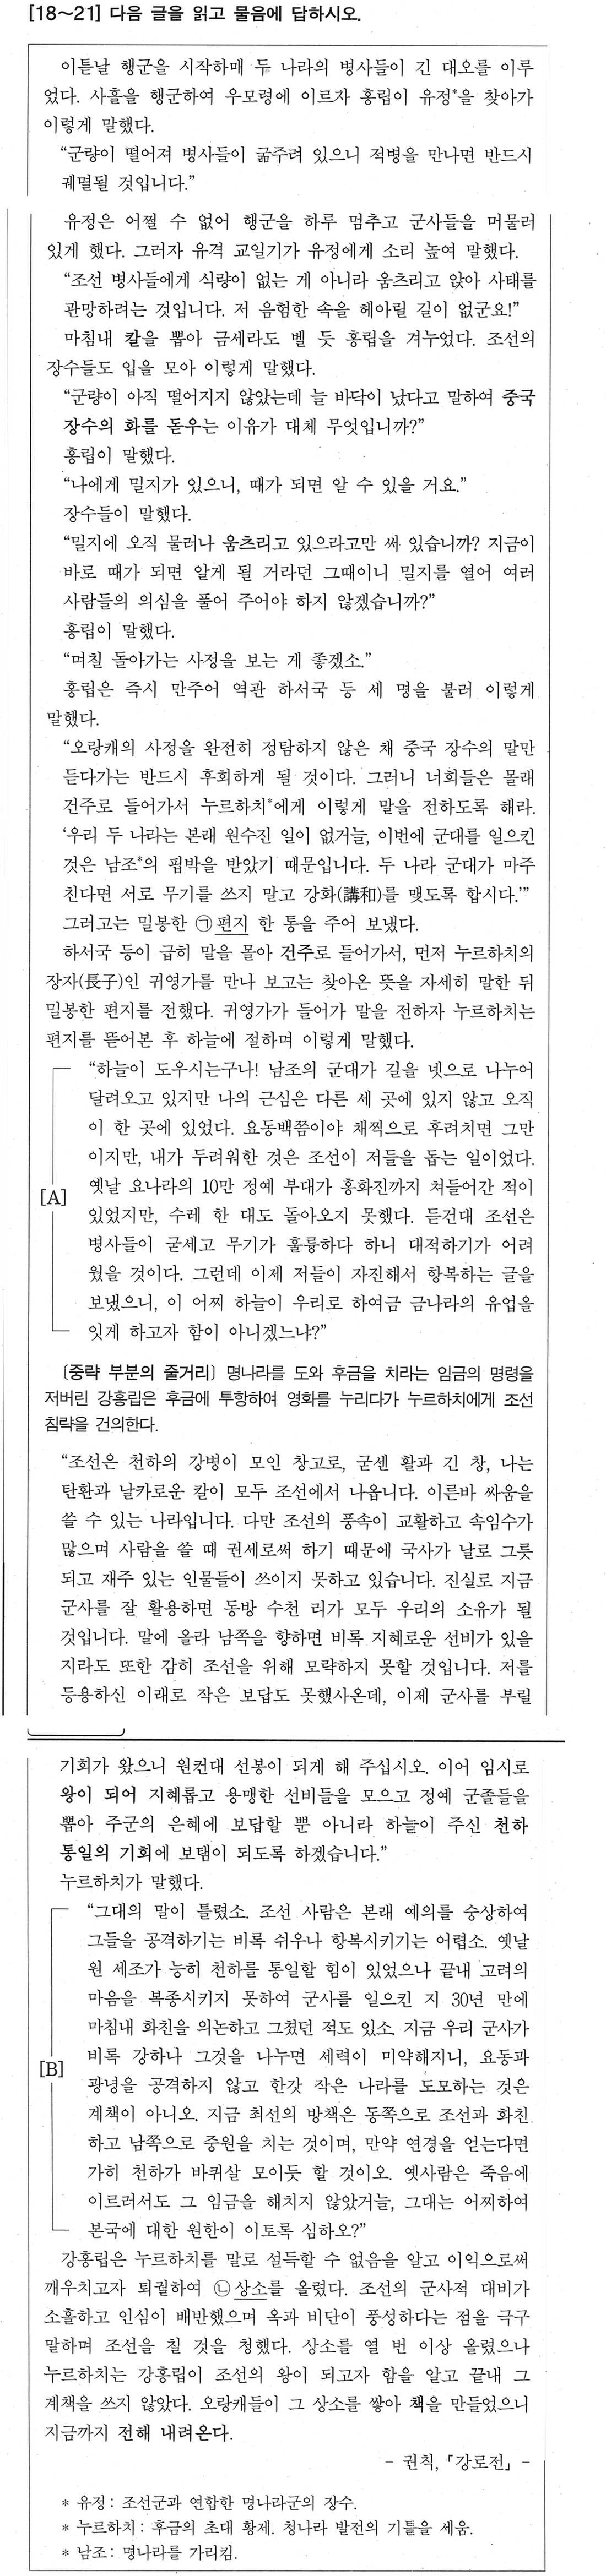 [18~21] 다음 글을 읽고 물음에 답하시오.
이튿날 행군을 시작하매 두 나라의 병사들이 긴 대오를 이루
었다. 사흘을 행군하여 우모령에 이르자 홍립이 유정*을 찾아가
이렇게 말했다.
“군량이 떨어져 병사들이 굶주려 있으니 적병을 만나면 반드시
궤멸될 것입니다.”
유정은 어쩔 수 없어 행군을 하루 멈추고 군사들을 머물러
있게 했다. 그러자 유격 교일기가 유정에게 소리 높여 말했다.
“조선 병사들에게 식량이 없는 게 아니라 움츠리고 앉아 사태를
관망하려는 것입니다. 저 음험한 속을 헤아릴 길이 없군요!”
마침내 칼을 뽑아 금세라도 벨 듯 홍립을 겨누었다. 조선의
장수들도 입을 모아 이렇게 말했다.
“군량이 아직 떨어지지 않았는데 늘 바닥이 났다고 말하여 중국
장수의 화를 돋우는 이유가 대체 무엇입니까?”
홍립이 말했다.
“나에게 밀지가 있으니, 때가 되면 알 수 있을 거요.”
장수들이 말했다.
“밀지에 오직 물러나 움츠리고 있으라고만 써 있습니까? 지금이
바로 때가 되면 알게 될 거라던 그때이니 밀지를 열어 여러
사람들의 의심을 풀어 주어야 하지 않겠습니까?”
홍립이 말했다.
“며칠 돌아가는 사정을 보는 게 좋겠소.”
홍립은 즉시 만주어 역관 하서국 등 세 명을 불러 이렇게
말했다.
“오랑캐의 사정을 완전히 정탐하지 않은 채 중국 장수의 말만
듣다가는 반드시 후회하게 될 것이다. 그러니 너희들은 몰래
건주로 들어가서 누르하치*에게 이렇게 말을 전하도록 해라.
‘우리 두 나라는 본래 원수진 일이 없거늘, 이번에 군대를 일으킨
것은 남조*의 핍박을 받았기 때문입니다. 두 나라 군대가 마주
친다면 서로 무기를 쓰지 말고 강화(講和)를 맺도록 합시다.’”
그러고는 밀봉한 ㉠편지 한 통을 주어 보냈다.
하서국 등이 급히 말을 몰아 건주로 들어가서, 먼저 누르하치의
장자(長子)인 귀영가를 만나 보고는 찾아온 뜻을 자세히 말한 뒤
밀봉한 편지를 전했다. 귀영가가 들어가 말을 전하자 누르하치는
편지를 뜯어본 후 하늘에 절하며 이렇게 말했다.
“하늘이 도우시는구나! 남조의 군대가 길을 넷으로 나누어
달려오고 있지만 나의 근심은 다른 세 곳에 있지 않고 오직
이 한 곳에 있었다. 요동백쯤이야 채찍으로 후려치면 그만
이지만, 내가 두려워한 것은 조선이 저들을 돕는 일이었다.
[A] 옛날 요나라의 10만 정예 부대가 홍화진까지 쳐들어간 적이
있었지만, 수레 한 대도 돌아오지 못했다. 듣건대 조선은
병사들이 굳세고 무기가 훌륭하다 하니 대적하기가 어려
웠을 것이다. 그런데 이제 저들이 자진해서 항복하는 글을
보냈으니, 이 어찌 하늘이 우리로 하여금 금나라의 유업을
잇게 하고자 함이 아니겠느냐?”
〔중략 부분의 줄거리〕 명나라를 도와 후금을 치라는 임금의 명령을
저버린 강홍립은 후금에 투항하여 영화를 누리다가 누르하치에게 조선
침략을 건의한다.
“조선은 천하의 강병이 모인 창고로, 굳센 활과 긴 창, 나는
탄환과 날카로운 칼이 모두 조선에서 나옵니다. 이른바 싸움을
쓸 수 있는 나라입니다. 다만 조선의 풍속이 교활하고 속임수가
많으며 사람을 쓸 때 권세로써 하기 때문에 국사가 날로 그릇
되고 재주 있는 인물들이 쓰이지 못하고 있습니다. 진실로 지금
군사를 잘 활용하면 동방 수천 리가 모두 우리의 소유가 될
것입니다. 말에 올라 남쪽을 향하면 비록 지혜로운 선비가 있을
지라도 또한 감히 조선을 위해 모략하지 못할 것입니다. 저를
등용하신 이래로 작은 보답도 못했사온데, 이제 군사를 부릴
기회가 왔으니 원컨대 선봉이 되게 해 주십시오. 이어 임시로
왕이 되어 지혜롭고 용맹한 선비들을 모으고 정예 군졸들을
뽑아 주군의 은혜에 보답할 뿐 아니라 하늘이 주신 천하
통일의 기회에 보탬이 되도록 하겠습니다.”
누르하치가 말했다.
“그대의 말이 틀렸소. 조선 사람은 본래 예의를 숭상하여
그들을 공격하기는 비록 쉬우나 항복시키기는 어렵소. 옛날
원 세조가 능히 천하를 통일할 힘이 있었으나 끝내 고려의
마음을 복종시키지 못하여 군사를 일으킨 지 30년 만에
마침내 화친을 의논하고 그쳤던 적도 있소. 지금 우리 군사가
[B] 비록 강하나 그것을 나누면 세력이 미약해지니, 요동과
광녕을 공격하지 않고 한갓 작은 나라를 도모하는 것은
계책이 아니오. 지금 최선의 방책은 동쪽으로 조선과 화친
하고 남쪽으로 중원을 치는 것이며, 만약 연경을 얻는다면
가히 천하가 바퀴살 모이듯 할 것이오. 옛사람은 죽음에
이르러서도 그 임금을 해치지 않았거늘, 그대는 어찌하여
본국에 대한 원한이 이토록 심하오?”
강홍립은 누르하치를 말로 설득할 수 없음을 알고 이익으로써
깨우치고자 퇴궐하여 ㉡상소를 올렸다. 조선의 군사적 대비가
소홀하고 인심이 배반했으며 옥과 비단이 풍성하다는 점을 극구
말하며 조선을 칠 것을 청했다. 상소를 열 번 이상 올렸으나
누르하치는 강홍립이 조선의 왕이 되고자 함을 알고 끝내 그
계책을 쓰지 않았다. 오랑캐들이 그 상소를 쌓아 책을 만들었으니
지금까지 전해 내려온다.
- 권칙, 「강로전」 -
* 유정 : 조선군과 연합한 명나라군의 장수.
* 누르하치 : 후금의 초대 황제. 청나라 발전의 기틀을 세움.
* 남조 : 명나라를 가리킴.